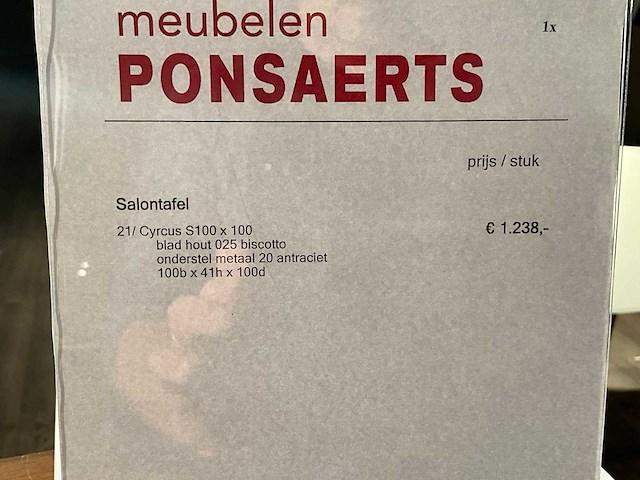 meubelen
1x
PONSAERTS
prijs / stuk
Salontafel
21/ Cyrcus S100 x 100 € 1.238,-
blad hout 025 biscotto
onderstel metaal 20 antraciet
100b x 41h x 100d